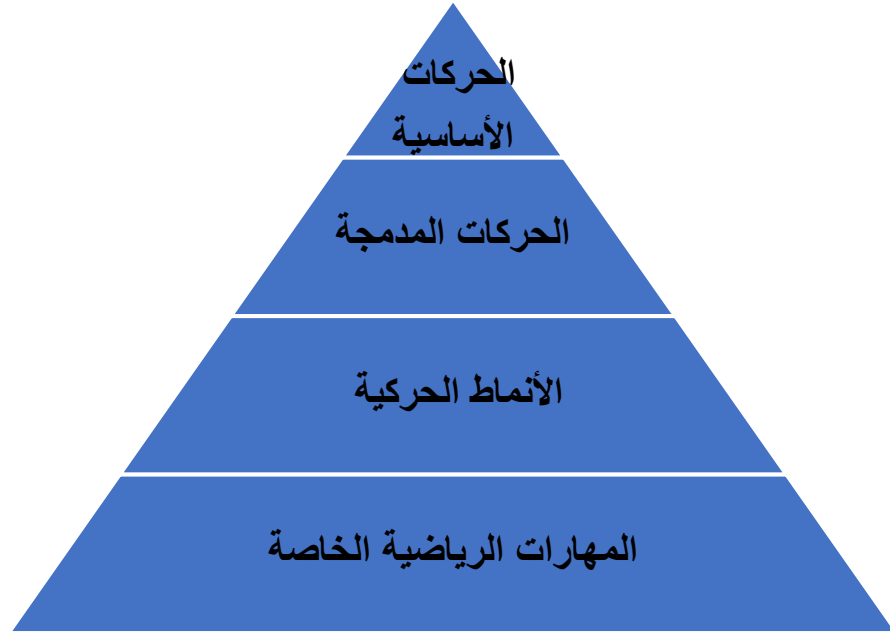 الحركات
الأساسية
الحركات المدمجة
الأنماط الحركية
المهارات الرياضية الخاصة